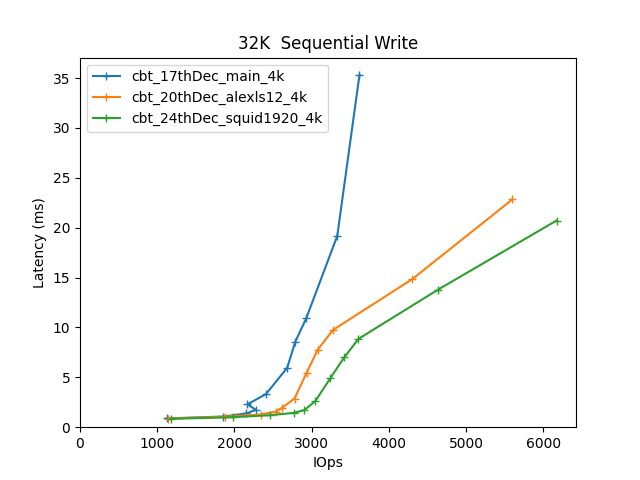 32K  Sequential Write
cbt_17thDec_main_4k
cbt_20thDec_alexls12_4k
cbt_24thDec_squid1920_4k
Latency (ms)
35
30
25
20
15
10
5
0
0 1000 2000 3000 4000 5000 6000
IOps